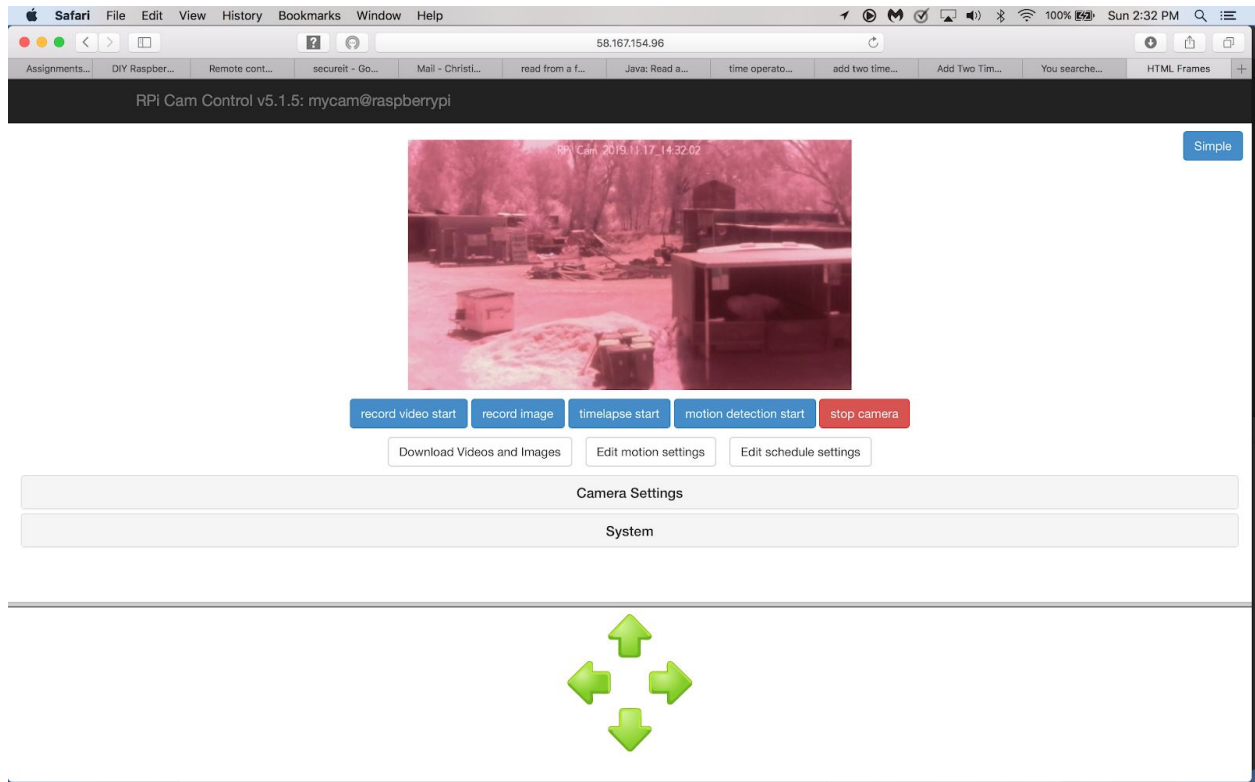 Safari File Edit View History Bookmarks Window Help 100% Sun 2:32 PM
58.167.154.96
Assignments... DIY Raspber... Remote cont... secureit - Go... Mail - Christi... read from a f... Java: Read a... time operato... add two time... Add Two Tim... You searche... HTML Frames
RPi Cam Control v5.1.5: mycam@raspberrypi
Simple
RPi Cam 2019.11.17_14:32:02
record video start record image timelapse start motion detection start stop camera
Download Videos and Images Edit motion settings Edit schedule settings
Camera Settings
System